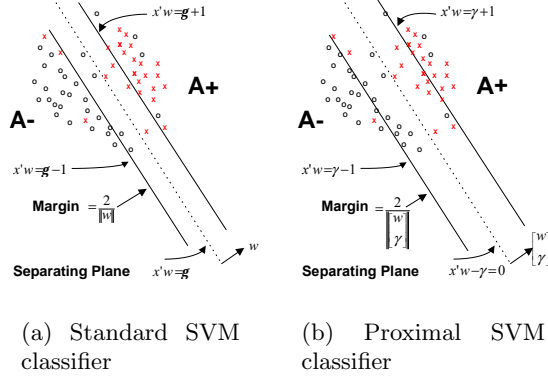 x'w=g+1
A+
A-
x'w=g−1
Margin = 2 / ||w||
w
Separating Plane
x'w=g
(a) Standard SVM
classifier
x'w=γ+1
A+
A-
x'w=γ−1
Margin = 2 / ||[w γ]||
[w γ]
Separating Plane
x'w−γ=0
(b) Proximal SVM
classifier